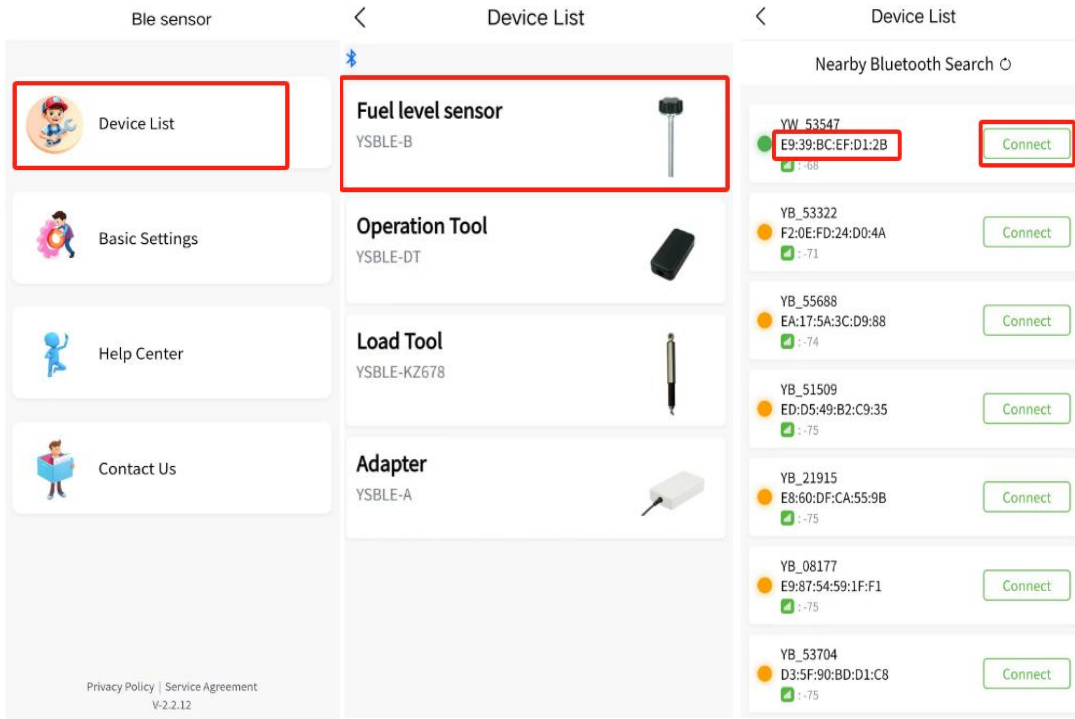 Ble sensor
Device List
Basic Settings
Help Center
Contact Us
Privacy Policy | Service Agreement
V-2.2.12
Device List
Fuel level sensor
YSBLE-B
Operation Tool
YSBLE-DT
Load Tool
YSBLE-KZ678
Adapter
YSBLE-A
Device List
Nearby Bluetooth Search
YW_53547
E9:39:BC:EF:D1:2B
Connect
: -68
YB_53322
F2:0E:FD:24:D0:4A
Connect
: -71
YB_55688
EA:17:5A:3C:D9:88
Connect
: -74
YB_51509
ED:D5:49:B2:C9:35
Connect
: -75
YB_21915
E8:60:DF:CA:55:9B
Connect
: -75
YB_08177
E9:87:54:59:1F:F1
Connect
: -75
YB_53704
D3:5F:90:BD:D1:C8
Connect
: -75